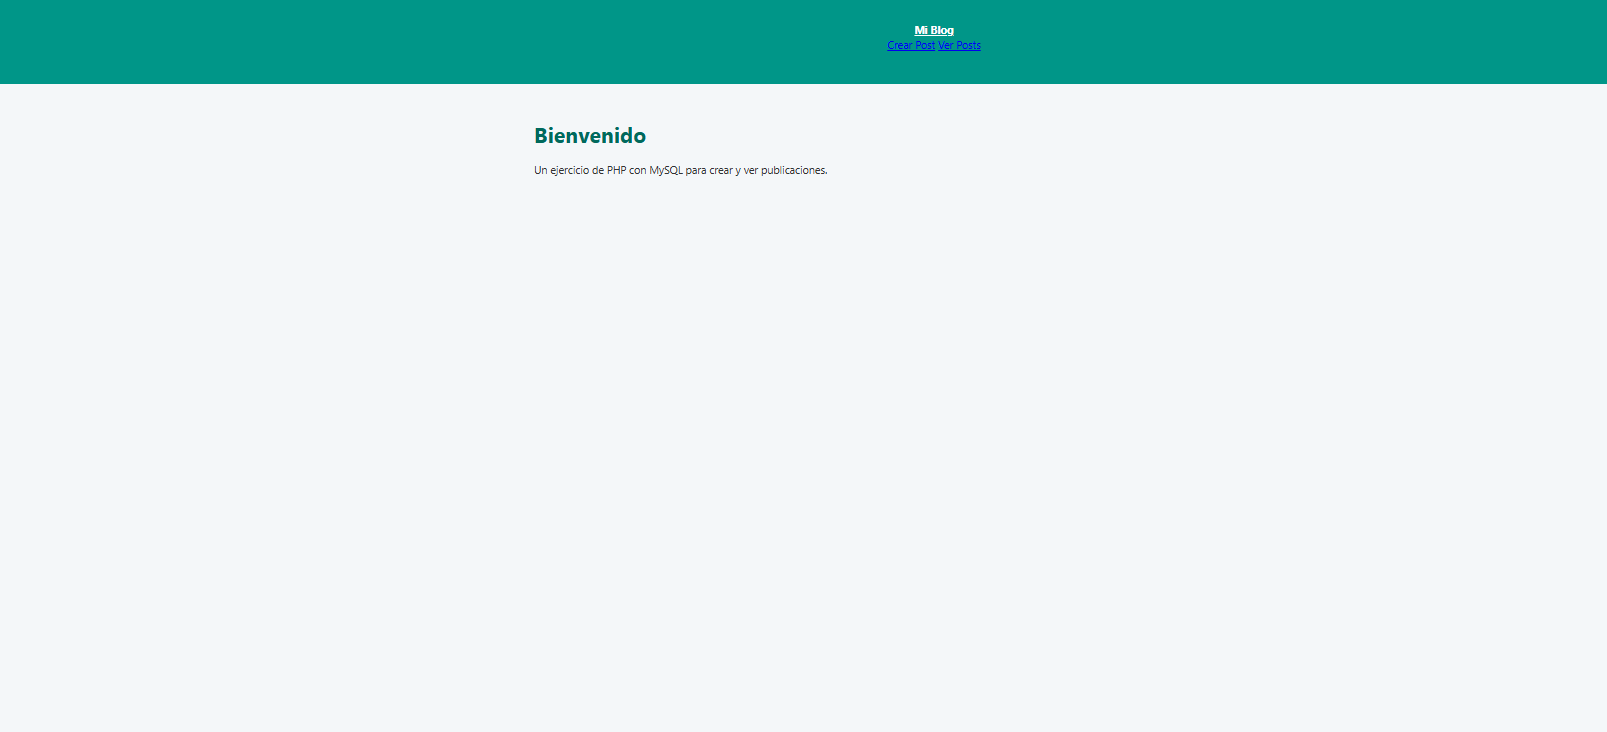 Mi Blog
Crear Post Ver Posts
Bienvenido
Un ejercicio de PHP con MySQL para crear y ver publicaciones.